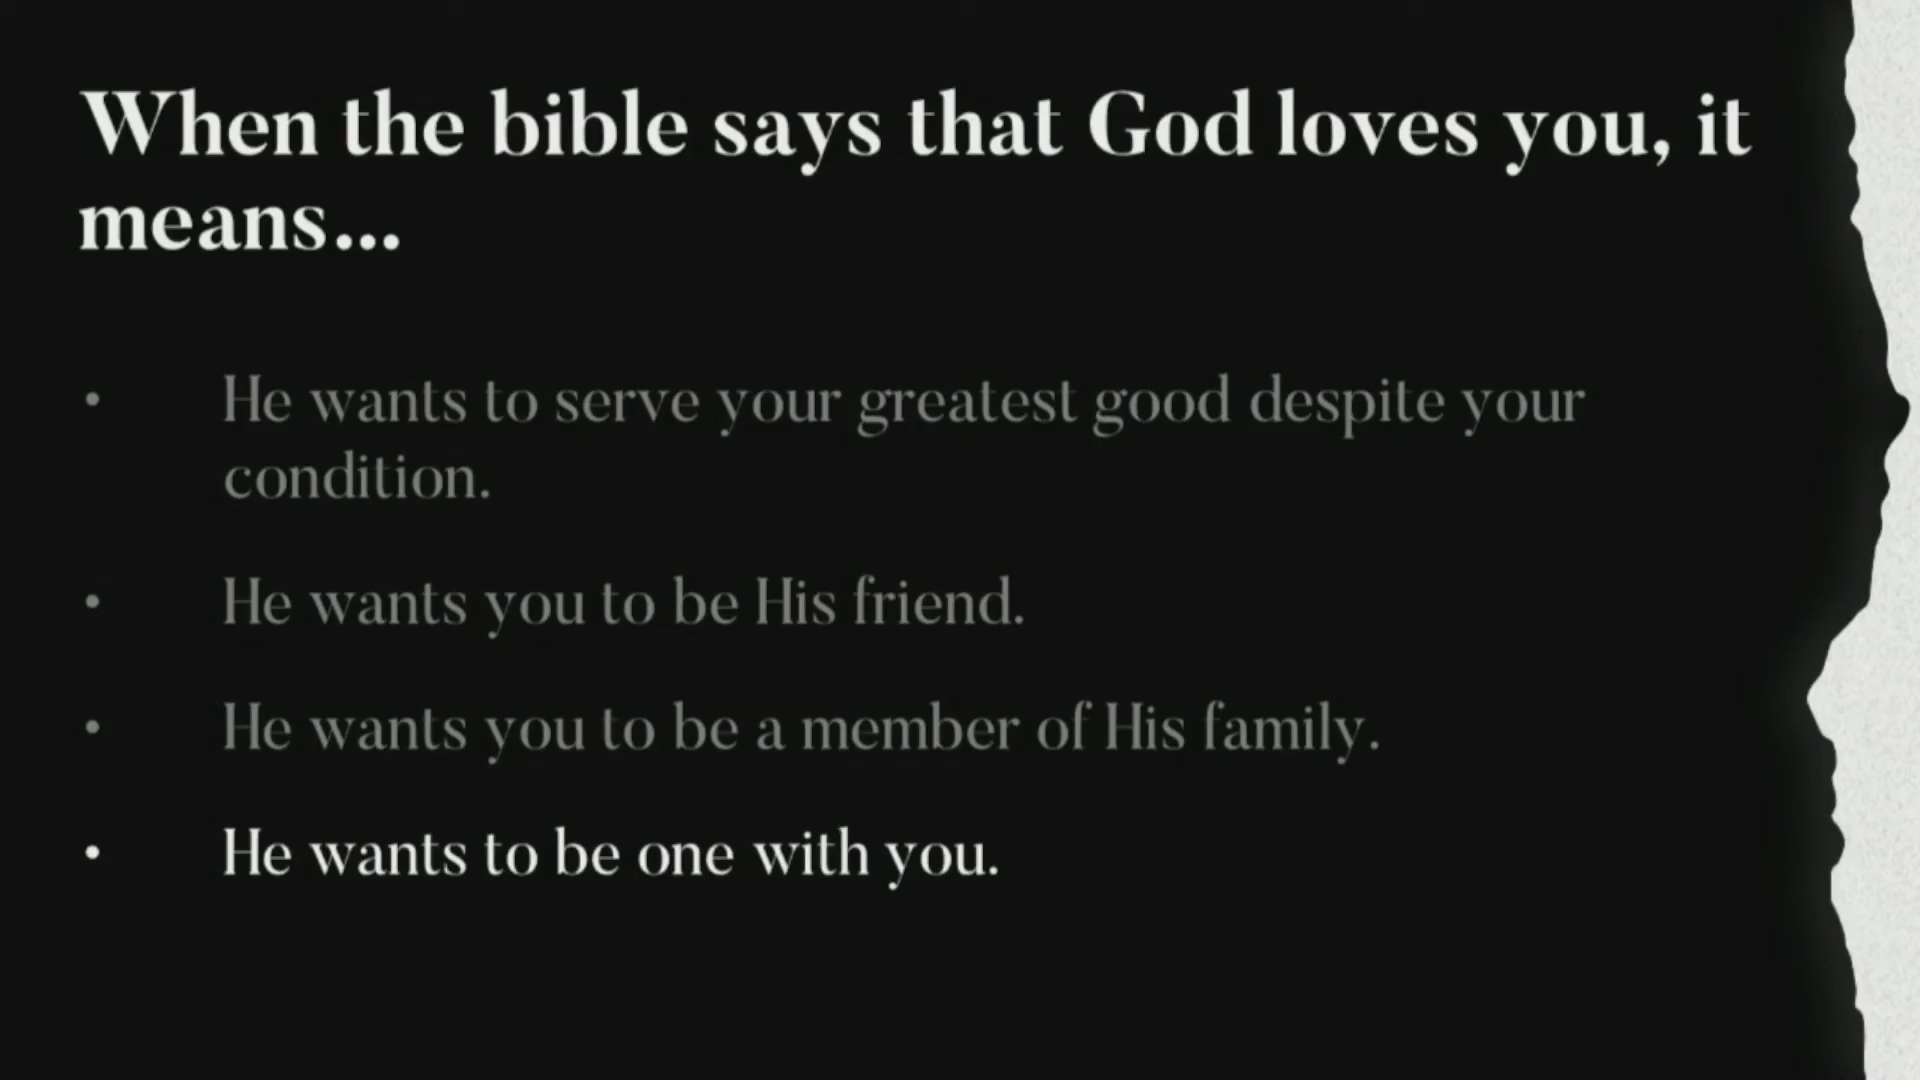 When the bible says that God loves you, it
means...
• He wants to serve your greatest good despite your
condition.
• He wants you to be His friend.
• He wants you to be a member of His family.
• He wants to be one with you.